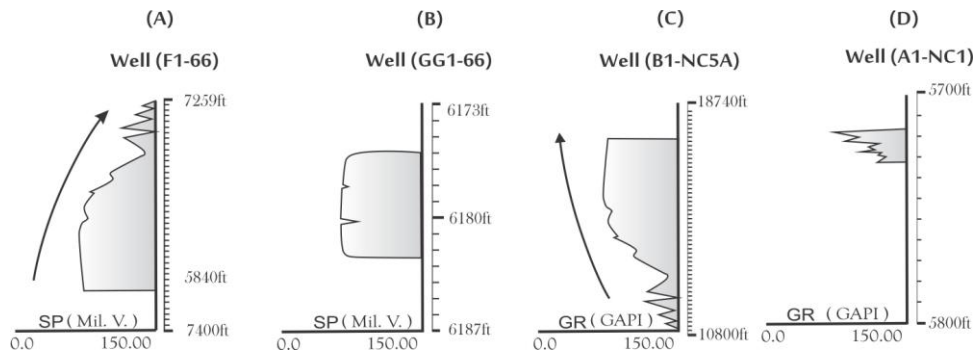 (A)
Well (F1-66)
7259ft
5840ft
7400ft
SP ( Mil. V.)
0.0 150.00
(B)
Well (GG1-66)
6173ft
6180ft
6187ft
SP ( Mil. V.)
0.0 150.00
(C)
Well (B1-NC5A)
18740ft
10800ft
GR (GAPI)
0.0 150.00
(D)
Well (A1-NC1)
5700ft
5800ft
GR ( GAPI)
0.0 150.00